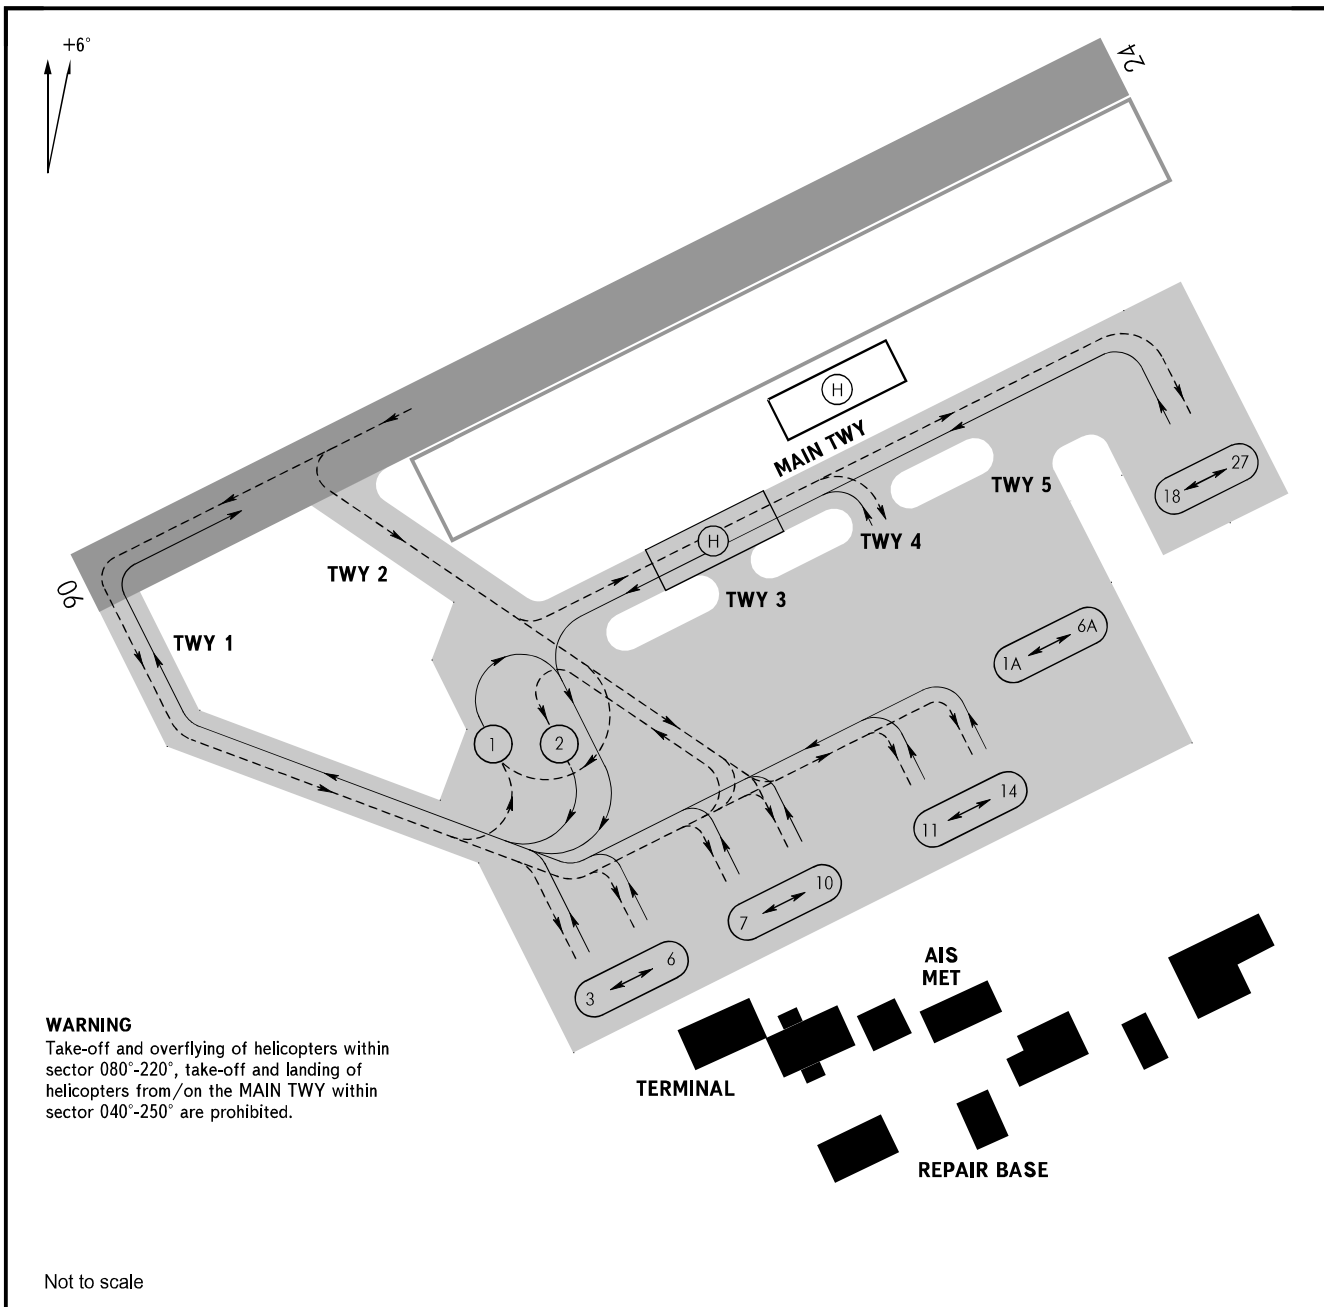 +6°
24
H
MAIN TWY
27
18
TWY 5
H
TWY 4
TWY 2
06
TWY 3
TWY 1
6A
1A
1
2
14
11
10
7
6
3
AIS
MET
WARNING
Take-off and overflying of helicopters within
sector 080°-220°, take-off and landing of
helicopters from/on the MAIN TWY within
sector 040°-250° are prohibited.
TERMINAL
REPAIR BASE
Not to scale